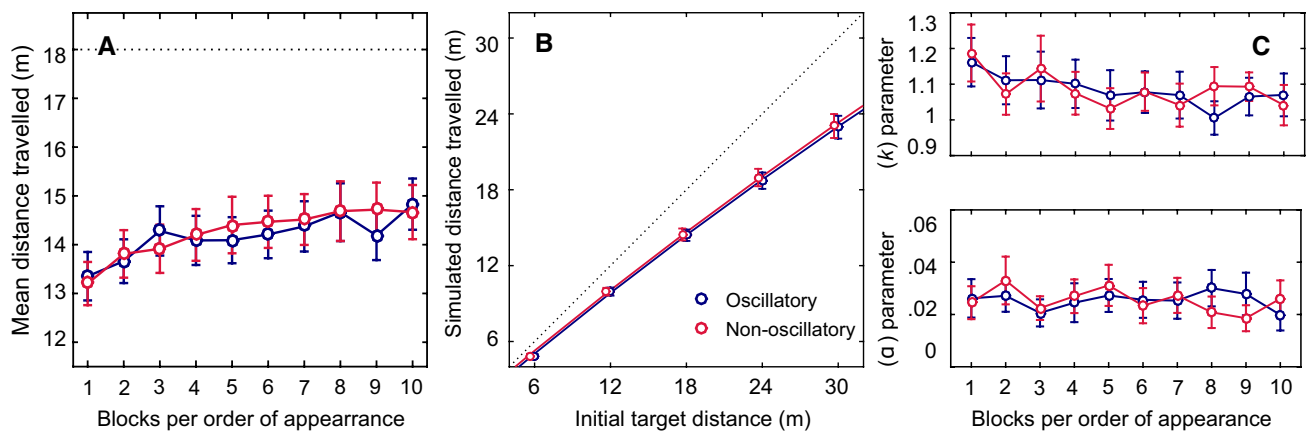 A
Mean distance travelled (m)
18
17
16
15
14
13
12
1 2 3 4 5 6 7 8 9 10
Blocks per order of appearrance
B
Simulated distance travelled (m)
30
24
18
12
6
Oscillatory
Non-oscillatory
6 12 18 24 30
Initial target distance (m)
C
(k) parameter
1.2
1.1
1
0.9
(ɑ) parameter
.06
0.04
0.02
0
1 2 3 4 5 6 7 8 9 10
Blocks per order of appearance